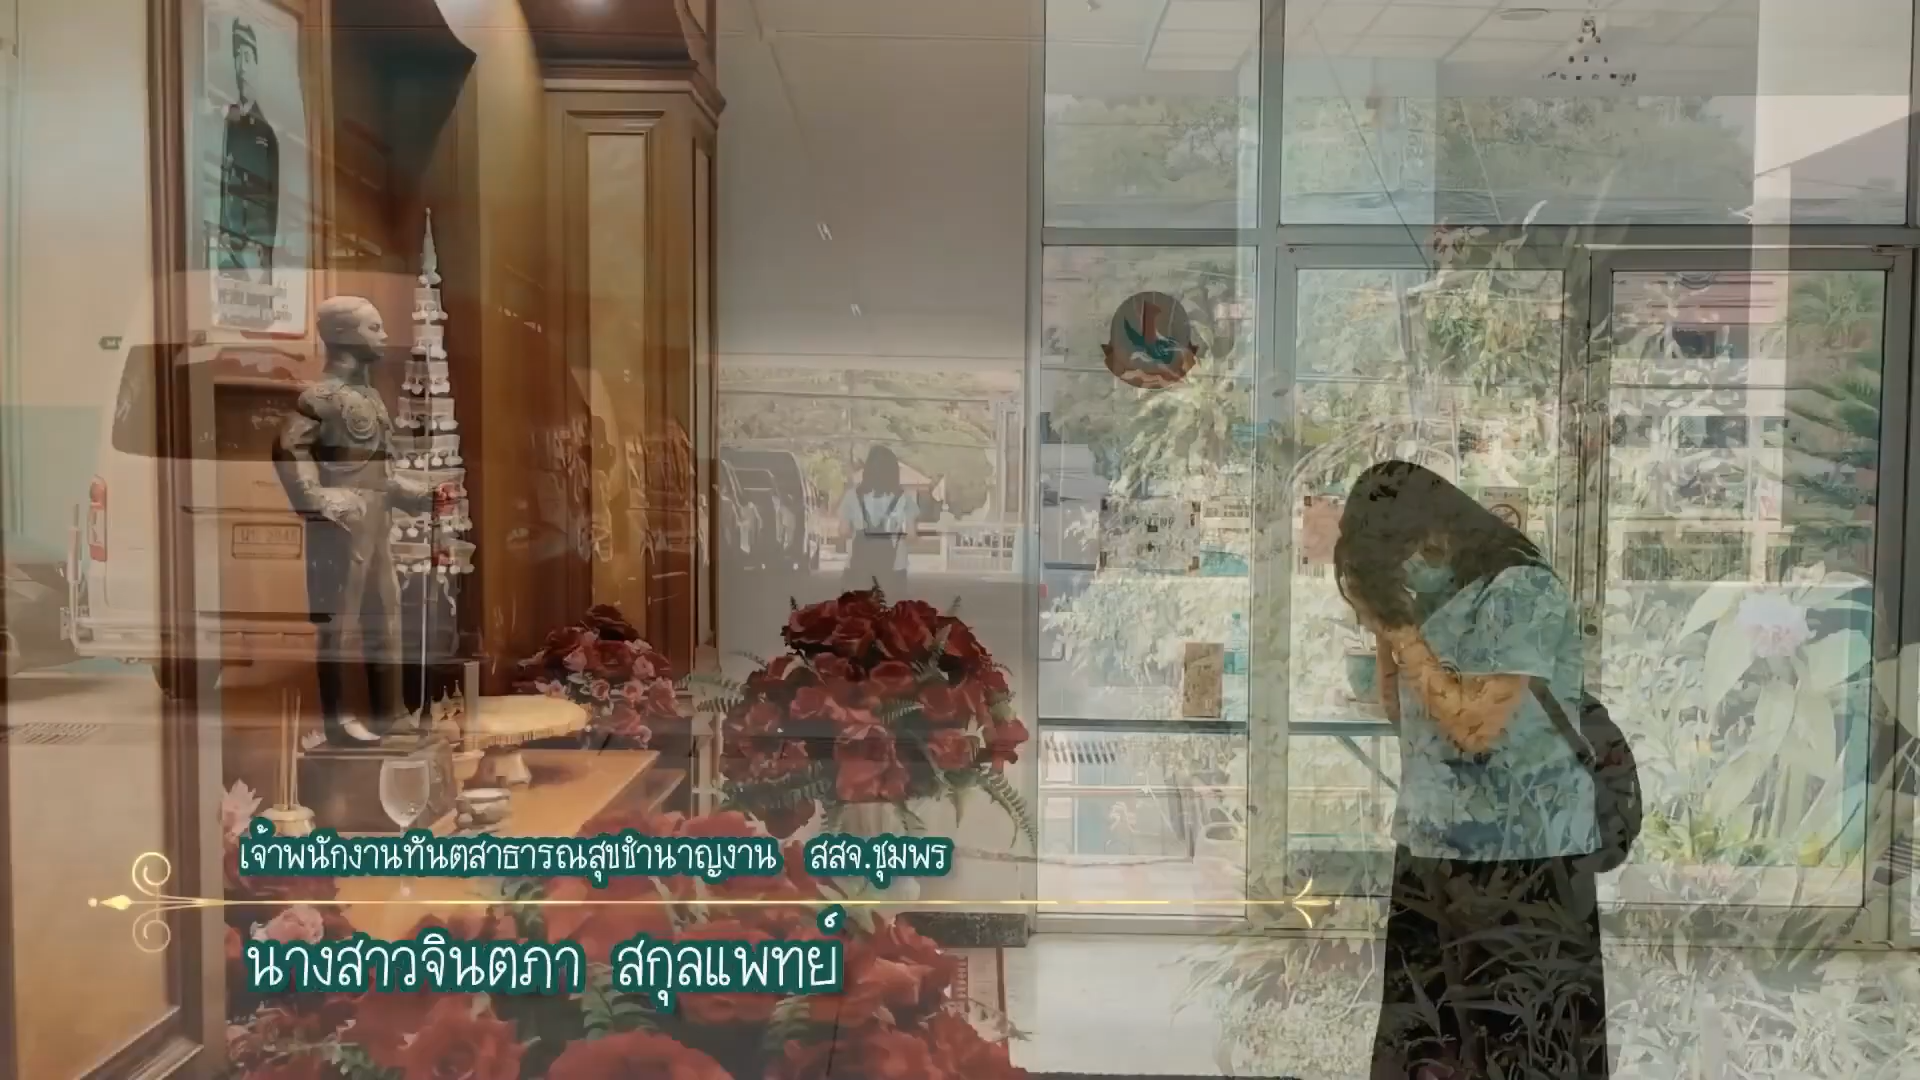 เจ้าพนักงานทันตสาธารณสุขชำนาญงาน สสจ.ชุมพร
นางสาวจินตภา สกุลแพทย์